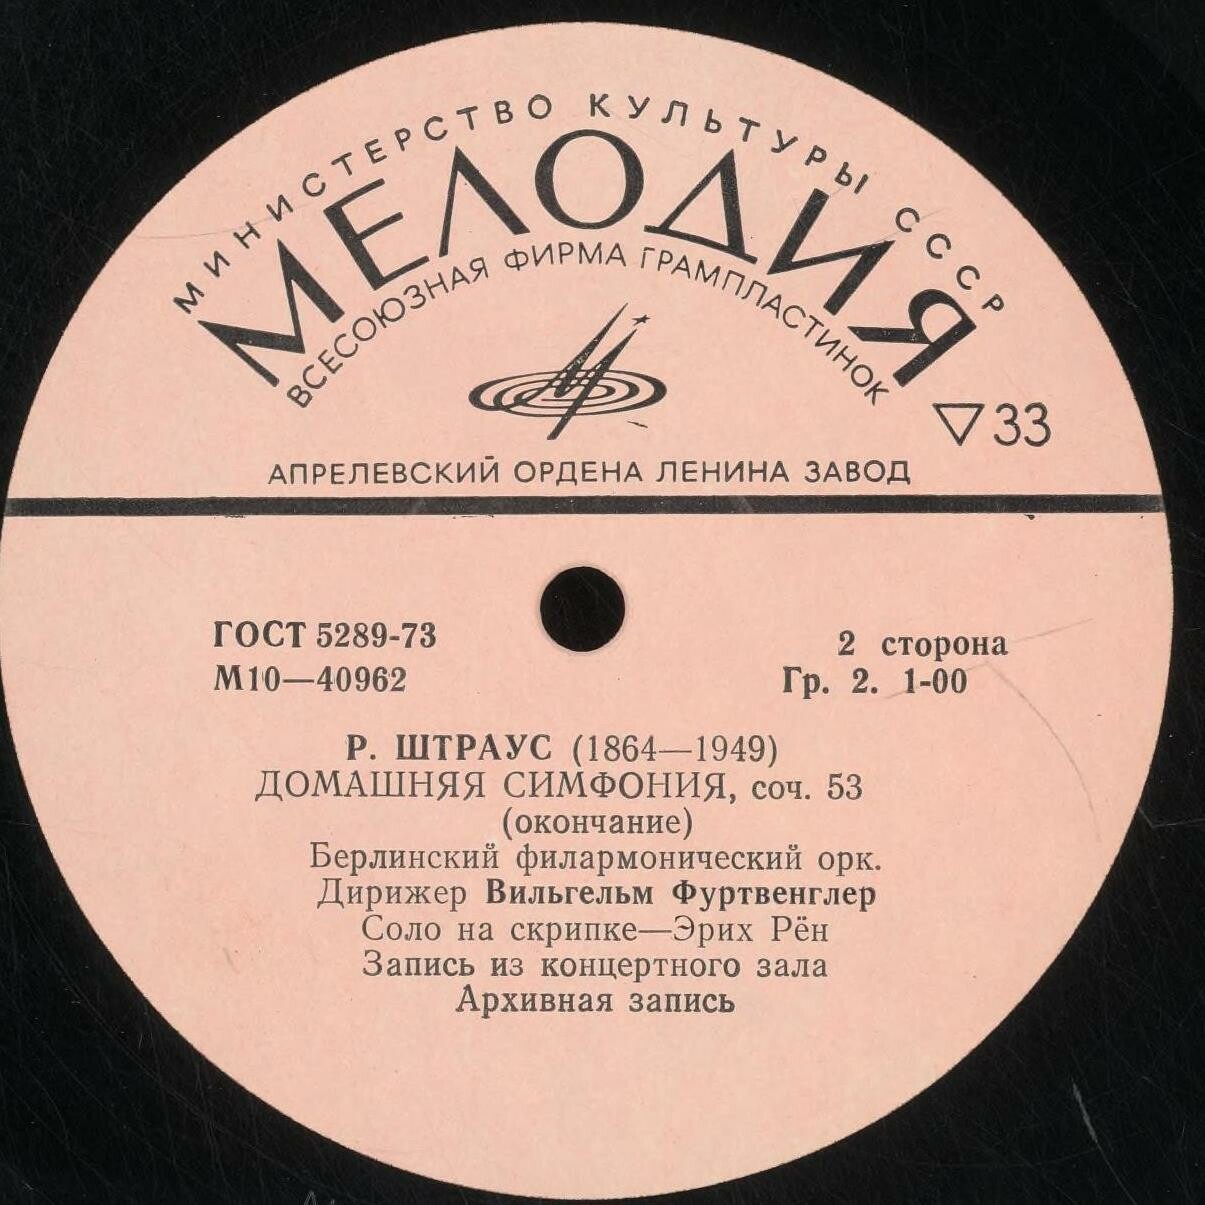 МИНИСТЕРСТВО КУЛЬТУРЫ СССР
МЕЛОДИЯ
ВСЕСОЮЗНАЯ ФИРМА ГРАМПЛАСТИНОК
33
АПРЕЛЕВСКИЙ ОРДЕНА ЛЕНИНА ЗАВОД
ГОСТ 5289-73
2 сторона
М10—40962
Гр. 2. 1-00
Р. ШТРАУС (1864—1949)
ДОМАШНЯЯ СИМФОНИЯ, соч. 53
(окончание)
Берлинский филармонический орк.
Дирижер Вильгельм Фуртвенглер
Соло на скрипке—Эрих Рён
Запись из концертного зала
Архивная запись